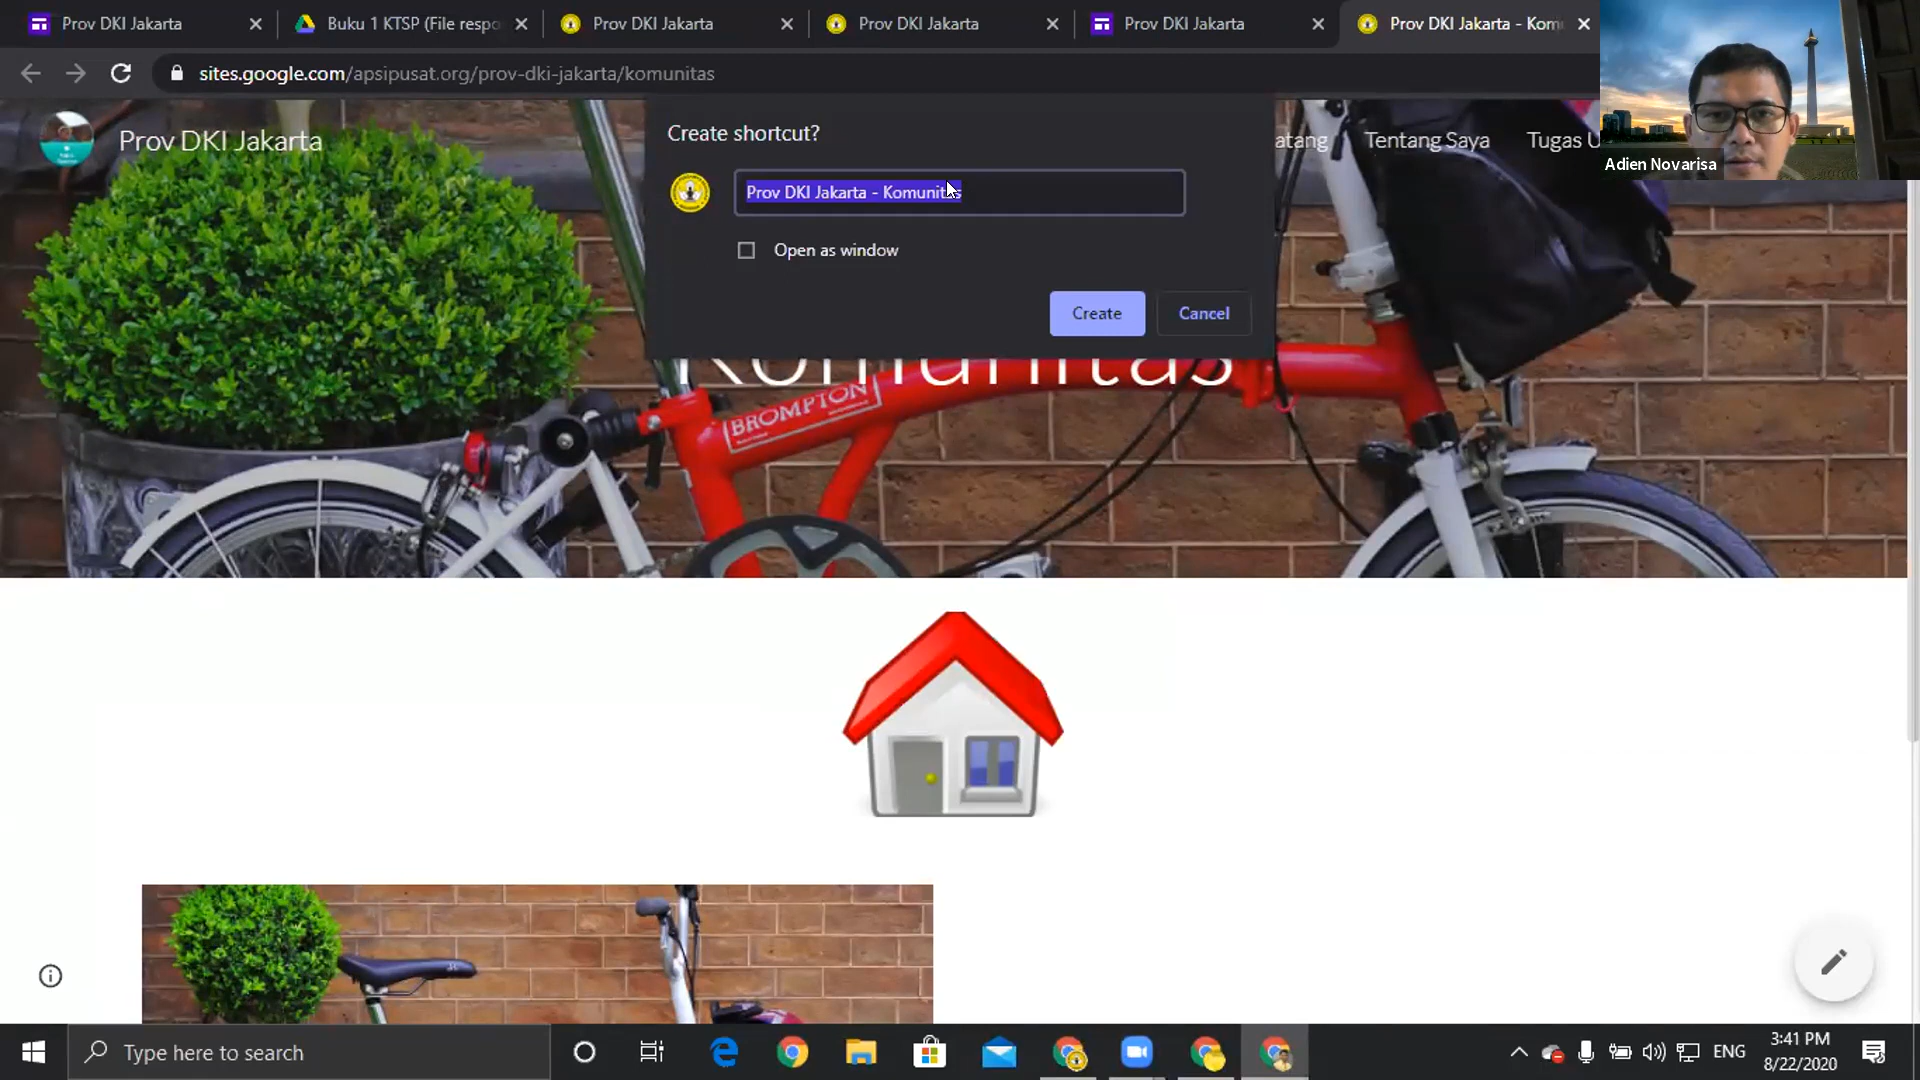 Prov DKI Jakarta
Buku 1 KTSP (File respo
Prov DKI Jakarta
Prov DKI Jakarta
Prov DKI Jakarta
Prov DKI Jakarta - Kom
sites.google.com/apsipusat.org/prov-dki-jakarta/komunitas
Adien Novarisa
Prov DKI Jakarta
atang
Tentang Saya
Tugas U
Create shortcut?
Prov DKI Jakarta - Komunitas
Open as window
Create
Cancel
Komunitas
BROMPTON
Type here to search
ENG
3:41 PM
8/22/2020